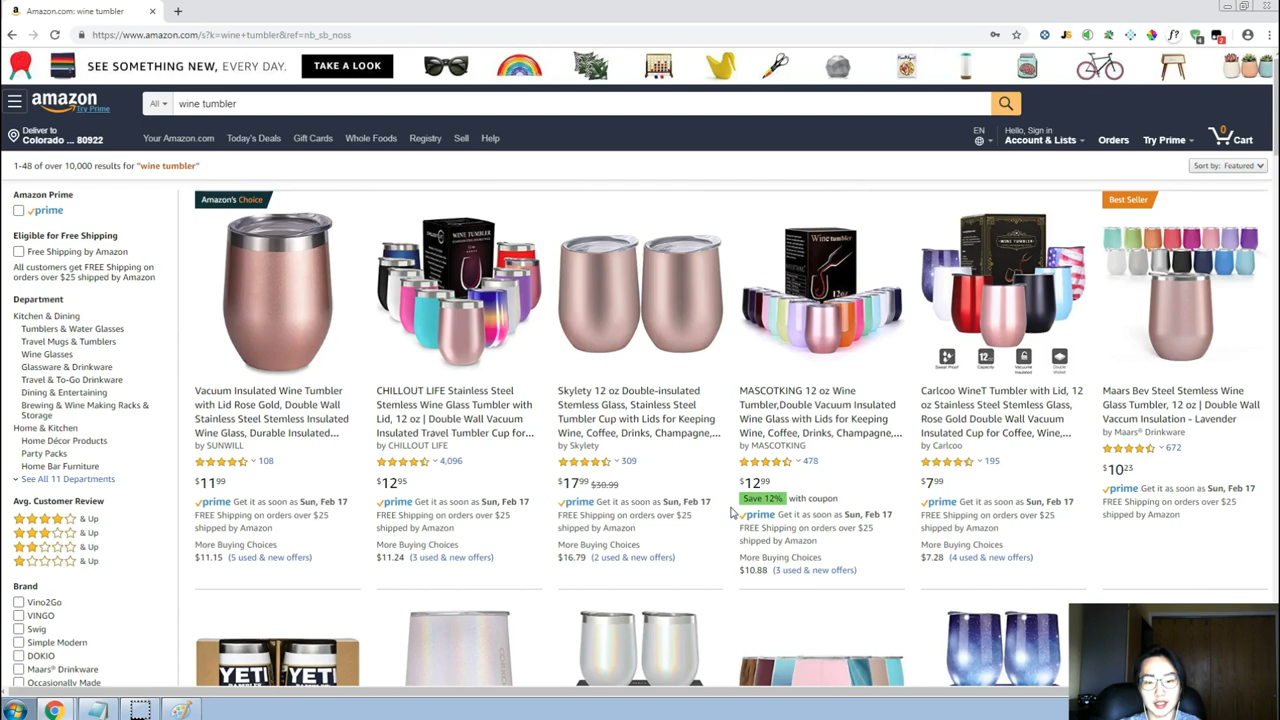 Amazon.com: wine tumbler
https://www.amazon.com/s?k=wine+tumbler&ref=nb_sb_noss
SEE SOMETHING NEW, EVERY DAY.
TAKE A LOOK
amazon
Try Prime
All
wine tumbler
Deliver to
Colorado ... 80922
Your Amazon.com
Today's Deals
Gift Cards
Whole Foods
Registry
Sell
Help
EN
Hello, Sign in
Account & Lists
Orders
Try Prime
0
Cart
1-48 of over 10,000 results for "wine tumbler"
Sort by: Featured
Amazon Prime
prime
Eligible for Free Shipping
Free Shipping by Amazon
All customers get FREE Shipping on
orders over $25 shipped by Amazon
Department
Kitchen & Dining
Tumblers & Water Glasses
Travel Mugs & Tumblers
Wine Glasses
Glassware & Drinkware
Travel & To-Go Drinkware
Dining & Entertaining
Brewing & Wine Making Racks &
Storage
Home & Kitchen
Home Décor Products
Party Packs
Home Bar Furniture
See All 11 Departments
Avg. Customer Review
& Up
& Up
& Up
& Up
Brand
Vino2Go
VINGO
Swig
Simple Modern
DOKIO
Maars® Drinkware
Occasionally Made
Amazon's Choice
Vacuum Insulated Wine Tumbler
with Lid Rose Gold, Double Wall
Stainless Steel Stemless Insulated
Wine Glass, Durable Insulated...
by SUNWILL
108
$11 99
prime Get it as soon as Sun, Feb 17
FREE Shipping on orders over $25
shipped by Amazon
More Buying Choices
$11.15 (5 used & new offers)
CHILLOUT LIFE Stainless Steel
Stemless Wine Glass Tumbler with
Lid, 12 oz | Double Wall Vacuum
Insulated Travel Tumbler Cup for...
by CHILLOUT LIFE
4,096
$12 95
prime Get it as soon as Sun, Feb 17
FREE Shipping on orders over $25
shipped by Amazon
More Buying Choices
$11.24 (3 used & new offers)
Skylety 12 oz Double-insulated
Stemless Glass, Stainless Steel
Tumbler Cup with Lids for Keeping
Wine, Coffee, Drinks, Champagne,...
by Skylety
309
$17 99 $30.99
prime Get it as soon as Sun, Feb 17
FREE Shipping on orders over $25
shipped by Amazon
More Buying Choices
$16.79 (2 used & new offers)
Wine tumbler
12oz
MASCOTKING 12 oz Wine
Tumbler,Double Vacuum Insulated
Wine Glass with Lids for Keeping
Wine, Coffee, Drinks, Champagne,...
by MASCOTKING
478
$12 99
Save 12% with coupon
prime Get it as soon as Sun, Feb 17
FREE Shipping on orders over $25
shipped by Amazon
More Buying Choices
$10.88 (3 used & new offers)
WINE TUMBLER
Sweat Proof
12oz
Capacity
Vacuum
Insulated
Double
Carlcoo WineT Tumbler with Lid, 12
oz Stainless Steel Stemless Glass,
Rose Gold Double Wall Vacuum
Insulated Cup for Coffee, Wine,...
by Carlcoo
195
$7 99
prime Get it as soon as Sun, Feb 17
FREE Shipping on orders over $25
shipped by Amazon
More Buying Choices
$7.28 (4 used & new offers)
Best Seller
Maars Bev Steel Stemless Wine
Glass Tumbler, 12 oz | Double Wall
Vaccum Insulation - Lavender
by Maars® Drinkware
672
$10 23
prime Get it as soon as Sun, Feb 17
FREE Shipping on orders over $25
shipped by Amazon
YETI
YETI